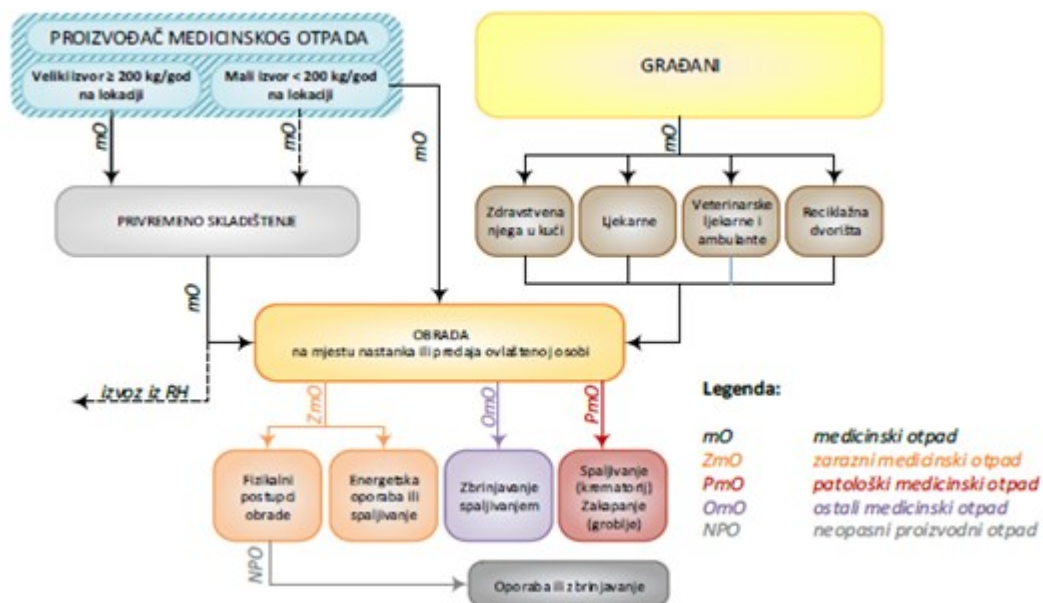 PROIZVOĐAČ MEDICINSKOG OTPADA
Veliki izvor ≥ 200 kg/god
na lokaciji
Mali izvor < 200 kg/god
na lokaciji
GRAĐANI
mO
mO
mO
mO
PRIVREMENO SKLADIŠTENJE
Zdravstvena
njega u kući
Ljekarne
Veterinarske
ljekarne i
ambulante
Reciklažna
dvorišta
mO
OBRADA
na mjestu nastanka ili predaja ovlaštenoj osobi
izvoz iz RH
ZmO
OmO
PmO
Fizikalni
postupci
obrade
Energetska
oporaba ili
spaljivanje
Zbrinjavanje
spaljivanjem
Spaljivanje
(krematorij)
Zakapanje
(groblje)
NPO
Oporaba ili zbrinjavanje
Legenda:
mO medicinski otpad
ZmO zarazni medicinski otpad
PmO patološki medicinski otpad
OmO ostali medicinski otpad
NPO neopasni proizvodni otpad